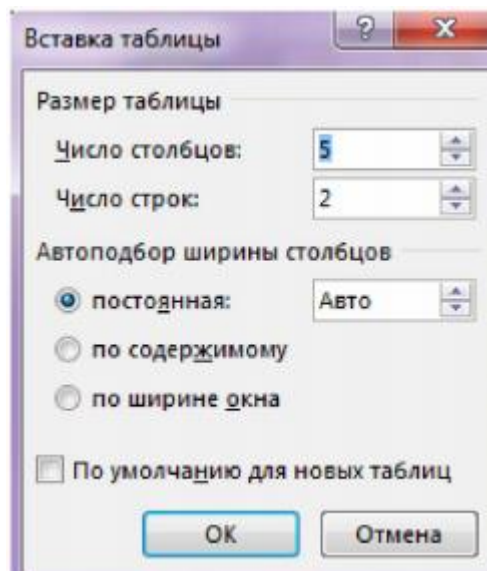 Вставка таблицы
Размер таблицы
Число столбцов: 5
Число строк: 2
Автоподбор ширины столбцов
постоянная: Авто
по содержимому
по ширине окна
По умолчанию для новых таблиц
ОК Отмена